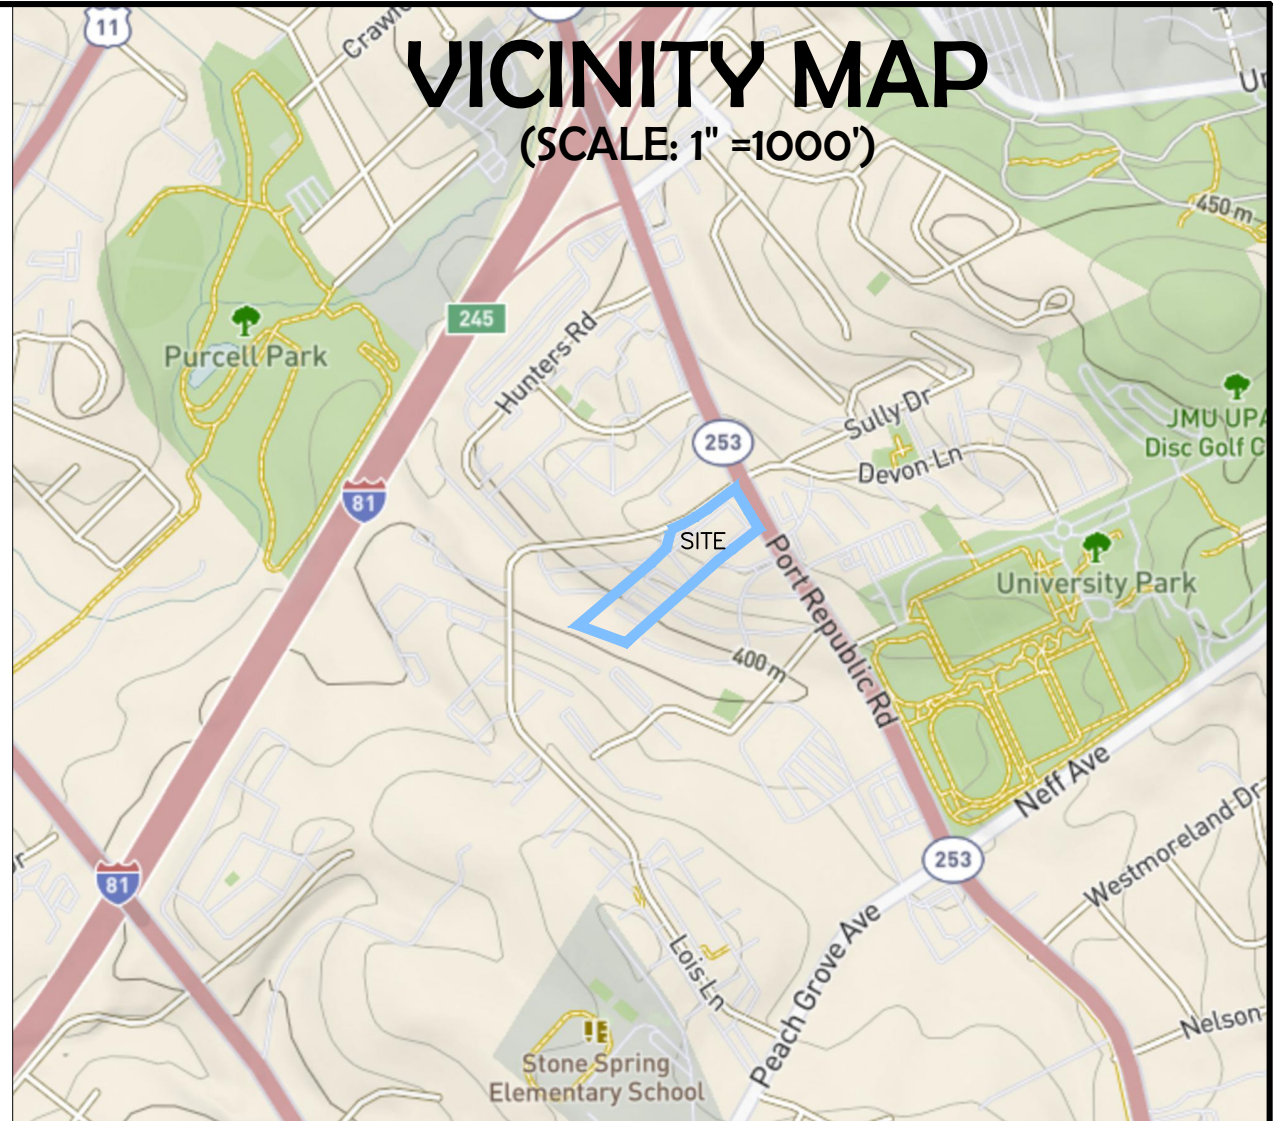 11
Crawfo
VICINITY MAP
(SCALE: 1" =1000')
450 m
245
Purcell Park
Hunters Rd
JMU UPA
Disc Golf C
Sully Dr
253
Devon Ln
81
SITE
Port Republic Rd
University Park
400 m
Neff Ave
Westmoreland Dr
253
81
Lois Ln
Peach Grove Ave
Nelson
Stone Spring
Elementary School